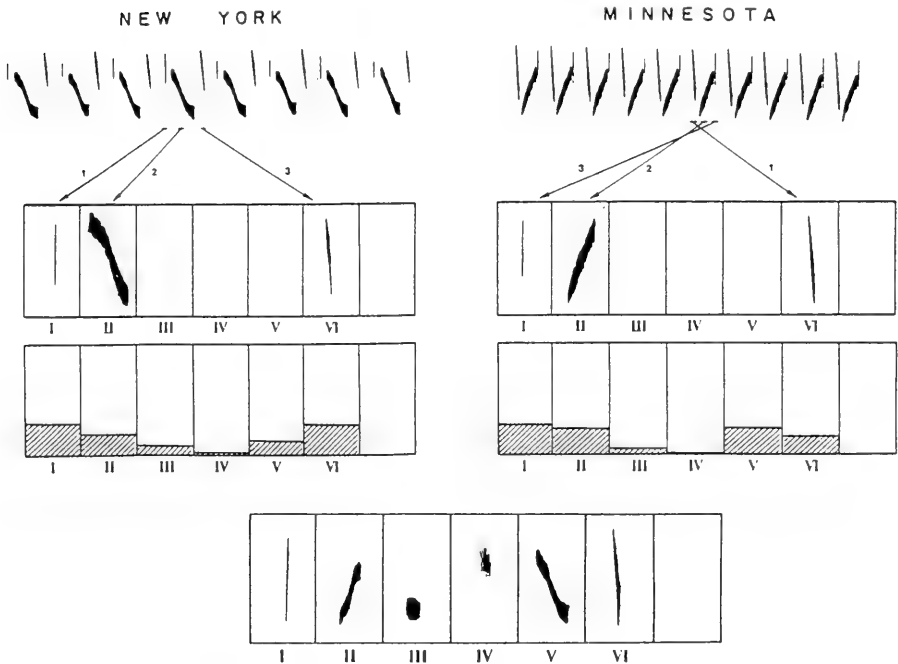 NEW YORK
MINNESOTA
1 2 3
3 2 1
I II III IV V VI
I II III IV V VI
I II III IV V VI
I II III IV V VI
I II III IV V VI